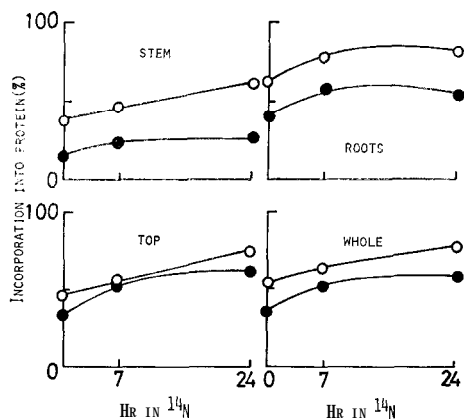 INCORPORATION INTO PROTEIN(%)
100
0
STEM
ROOTS
100
0
TOP
WHOLE
0 7 24
0 7 24
HR IN 14N
HR IN 14N